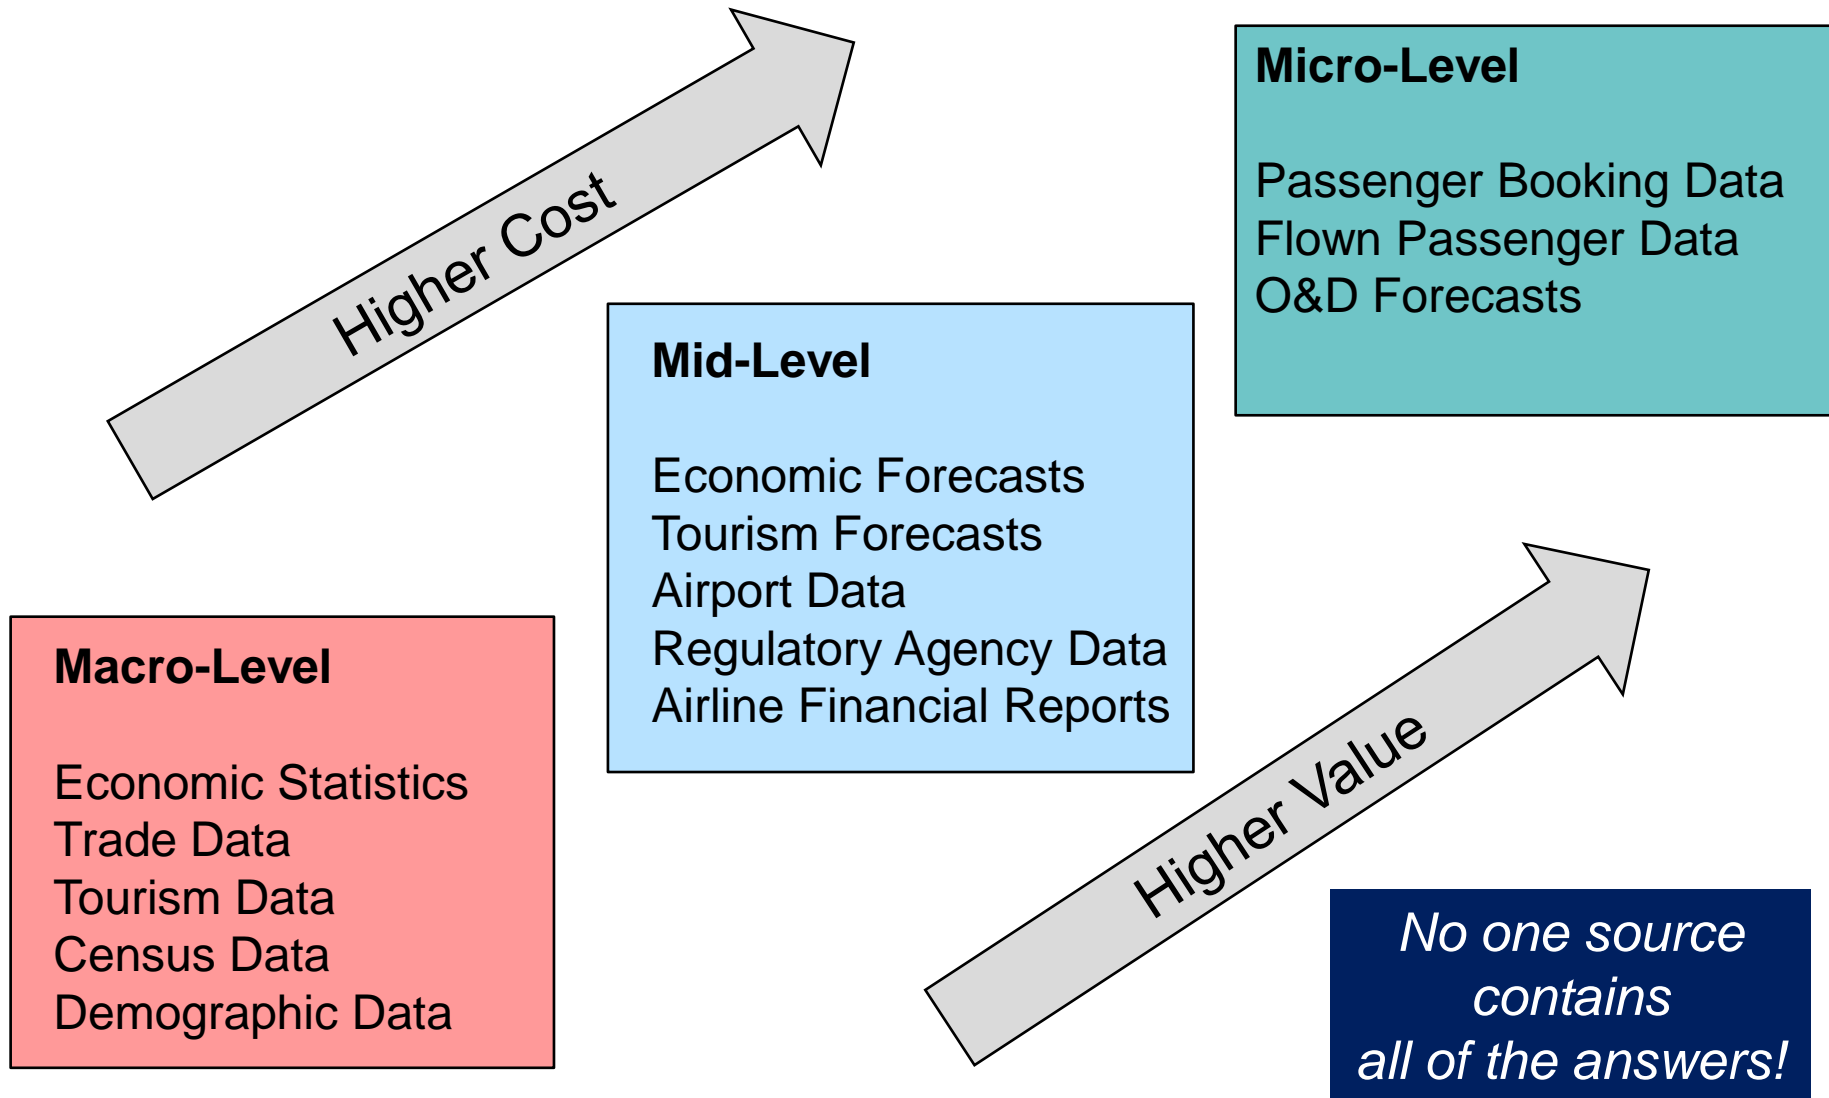 Higher Cost
Micro-Level
Passenger Booking Data
Flown Passenger Data
O&D Forecasts
Mid-Level
Economic Forecasts
Tourism Forecasts
Airport Data
Regulatory Agency Data
Airline Financial Reports
Macro-Level
Economic Statistics
Trade Data
Tourism Data
Census Data
Demographic Data
Higher Value
No one source
contains
all of the answers!